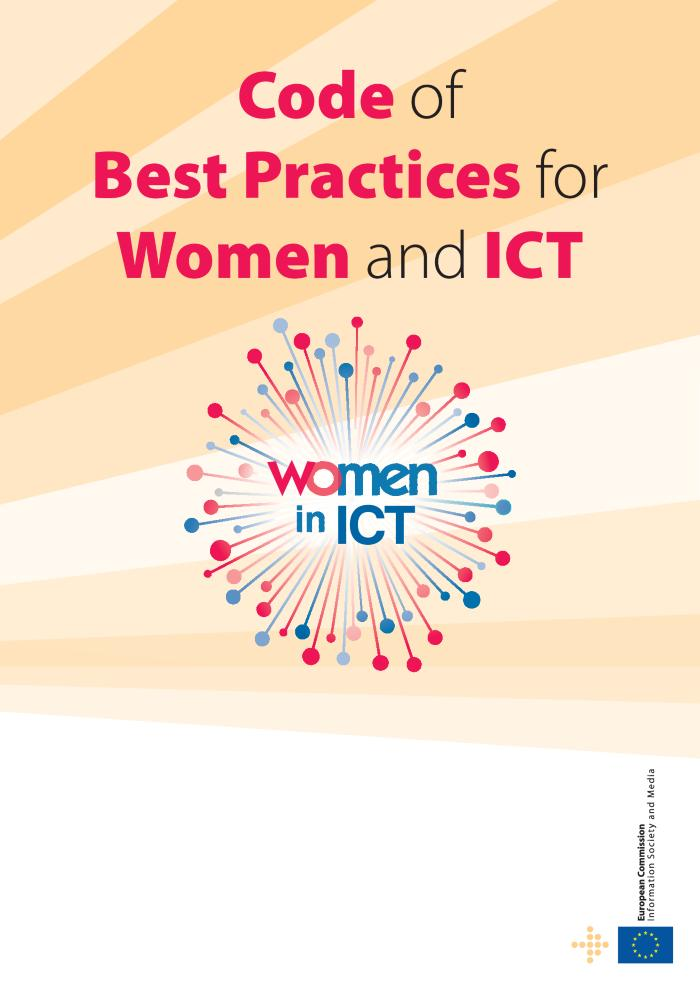 Code of
Best Practices for
Women and ICT
women
in ICT
European Commission
Information Society and Media